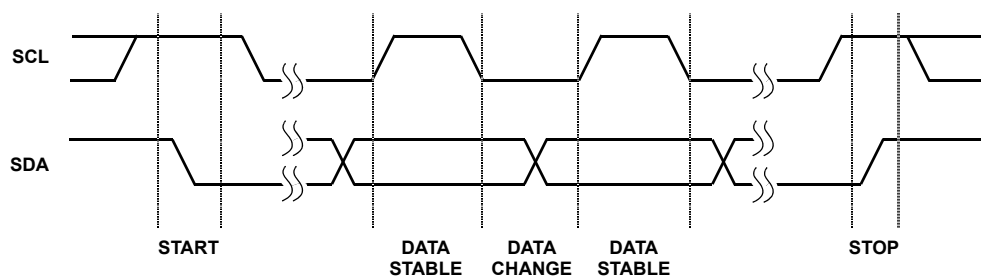 SCL
SDA
START
DATA
STABLE
DATA
CHANGE
DATA
STABLE
STOP